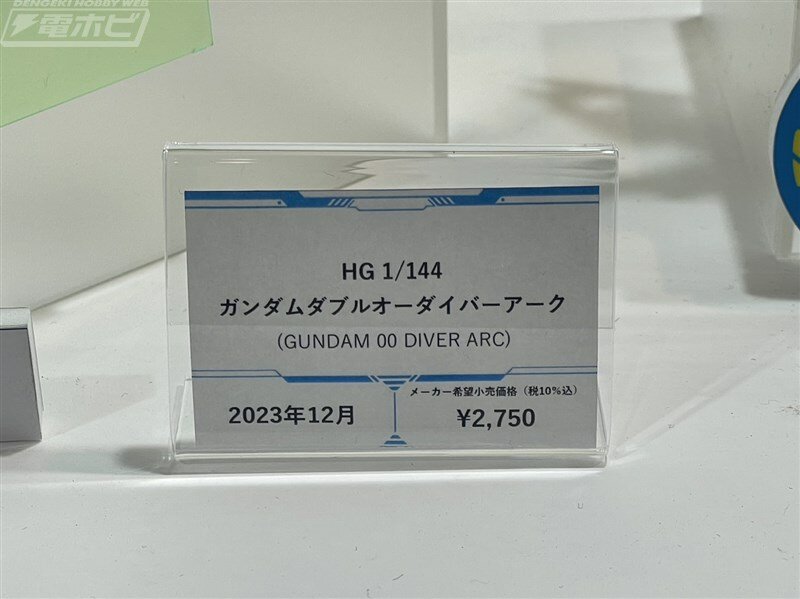 DENGEKI HOBBY WEB
電ホビ
HG 1/144
ガンダムダブルオーダイバーアーク
(GUNDAM 00 DIVER ARC)
メーカー希望小売価格（税10%込）
2023年12月
¥2,750